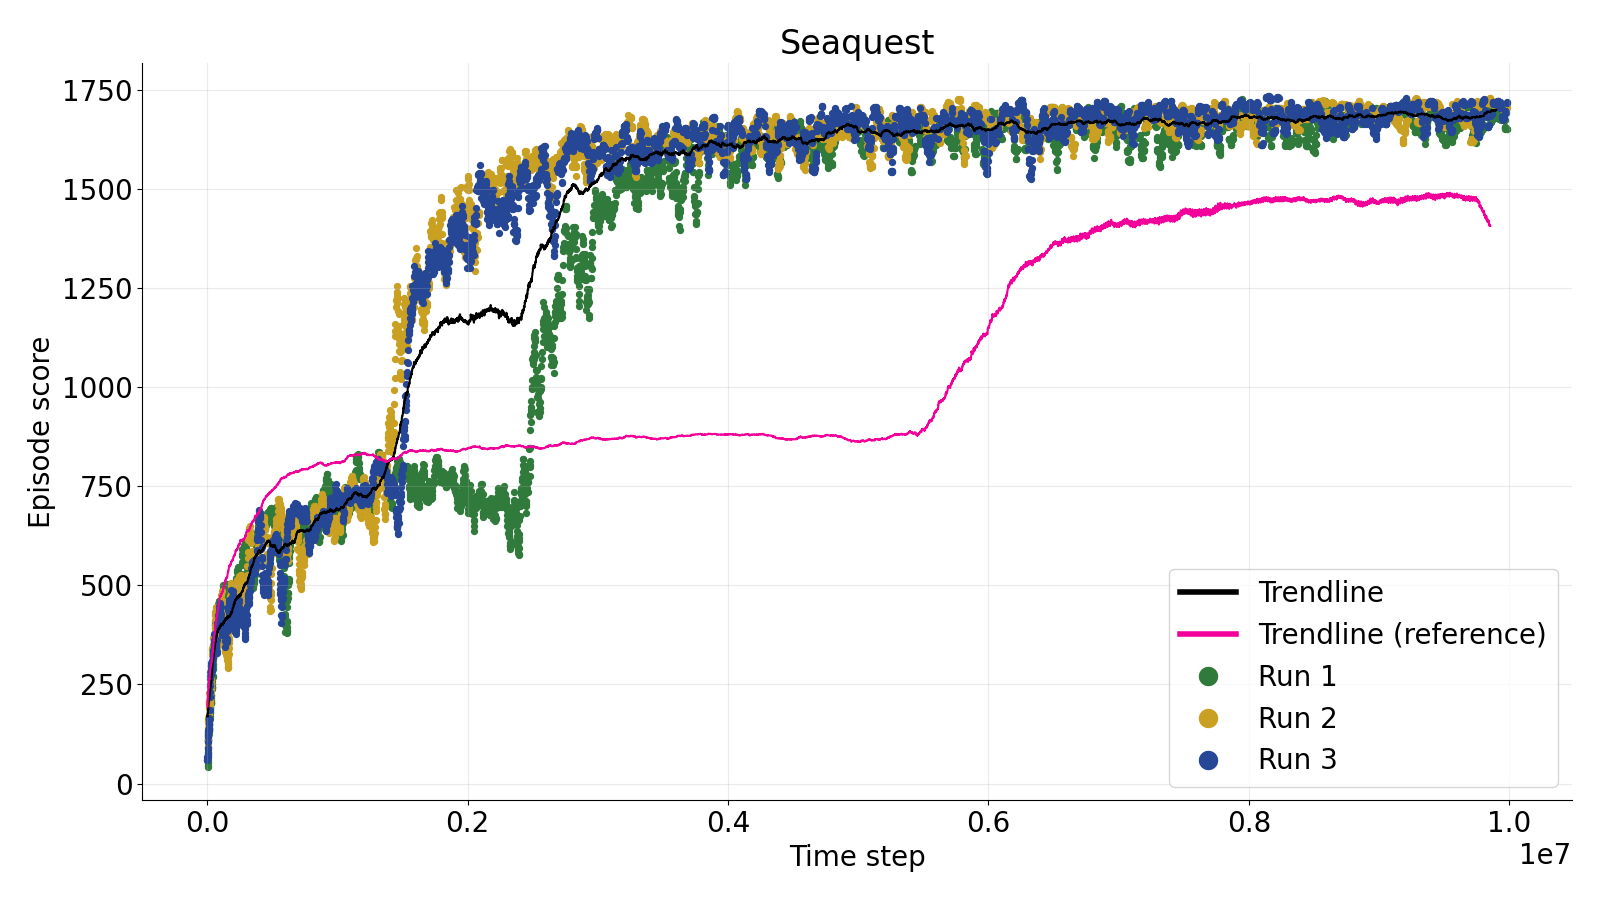 Seaquest
Episode score
1750
1500
1250
1000
750
500
250
0
0.0
0.2
0.4
0.6
0.8
1.0
1e7
Time step
Trendline
Trendline (reference)
Run 1
Run 2
Run 3